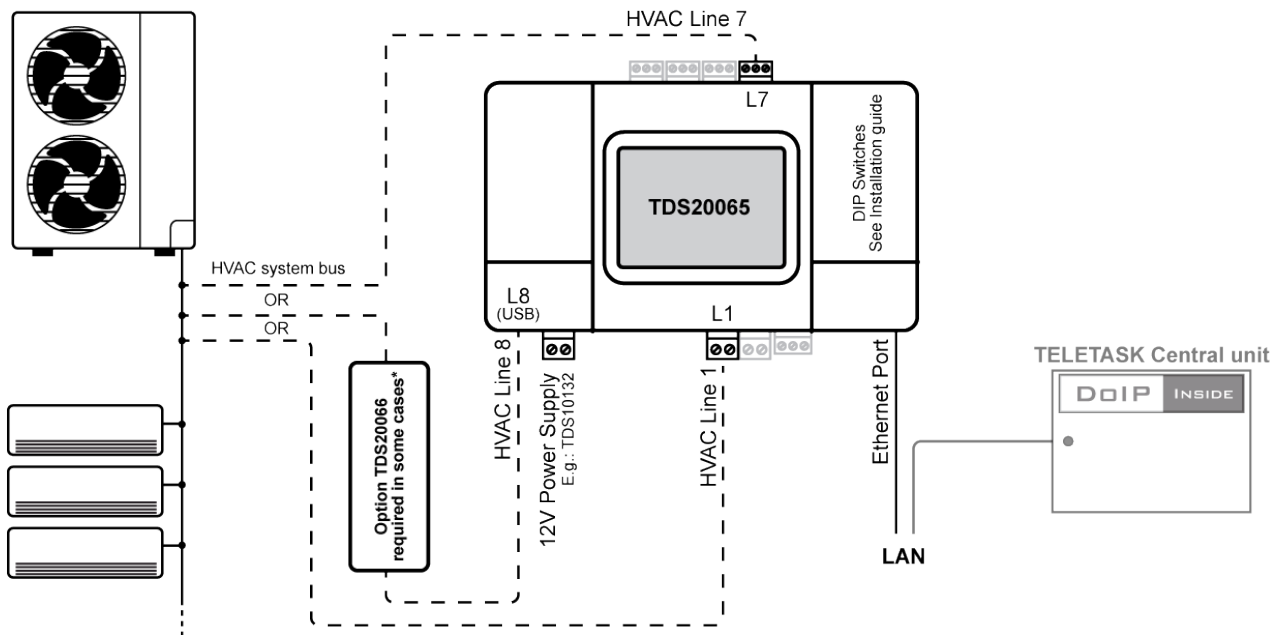 HVAC Line 7
L7
DIP Switches
See Installation guide
TDS20065
HVAC system bus
OR
OR
L8
(USB)
L1
HVAC Line 8
12V Power Supply
E.g.: TDS10132
HVAC Line 1
Ethernet Port
Option TDS20066
required in some cases*
TELETASK Central unit
DoIP INSIDE
LAN